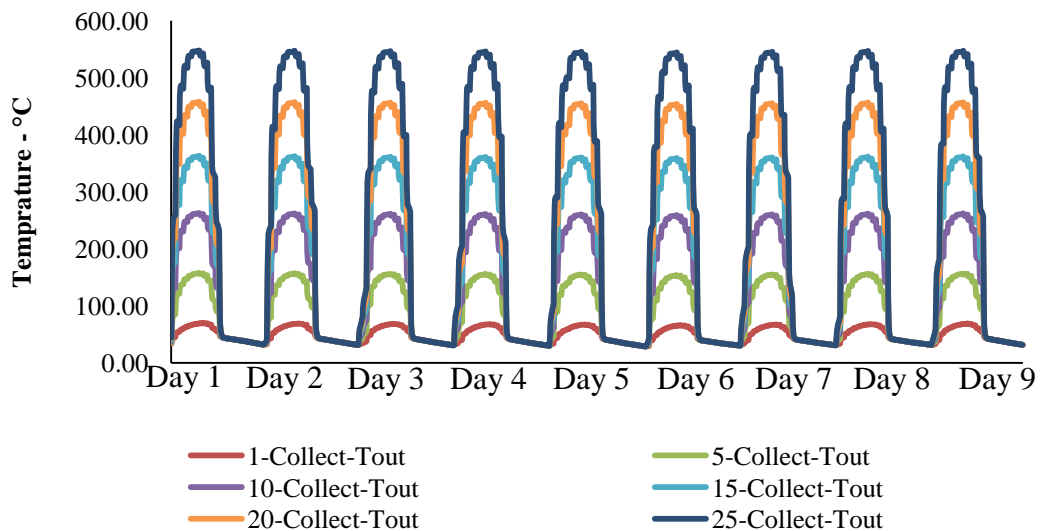 600.00
500.00
400.00
300.00
200.00
100.00
0.00
Temprature - °C
Day 1 Day 2 Day 3 Day 4 Day 5 Day 6 Day 7 Day 8 Day 9
1-Collect-Tout 5-Collect-Tout
10-Collect-Tout 15-Collect-Tout
20-Collect-Tout 25-Collect-Tout